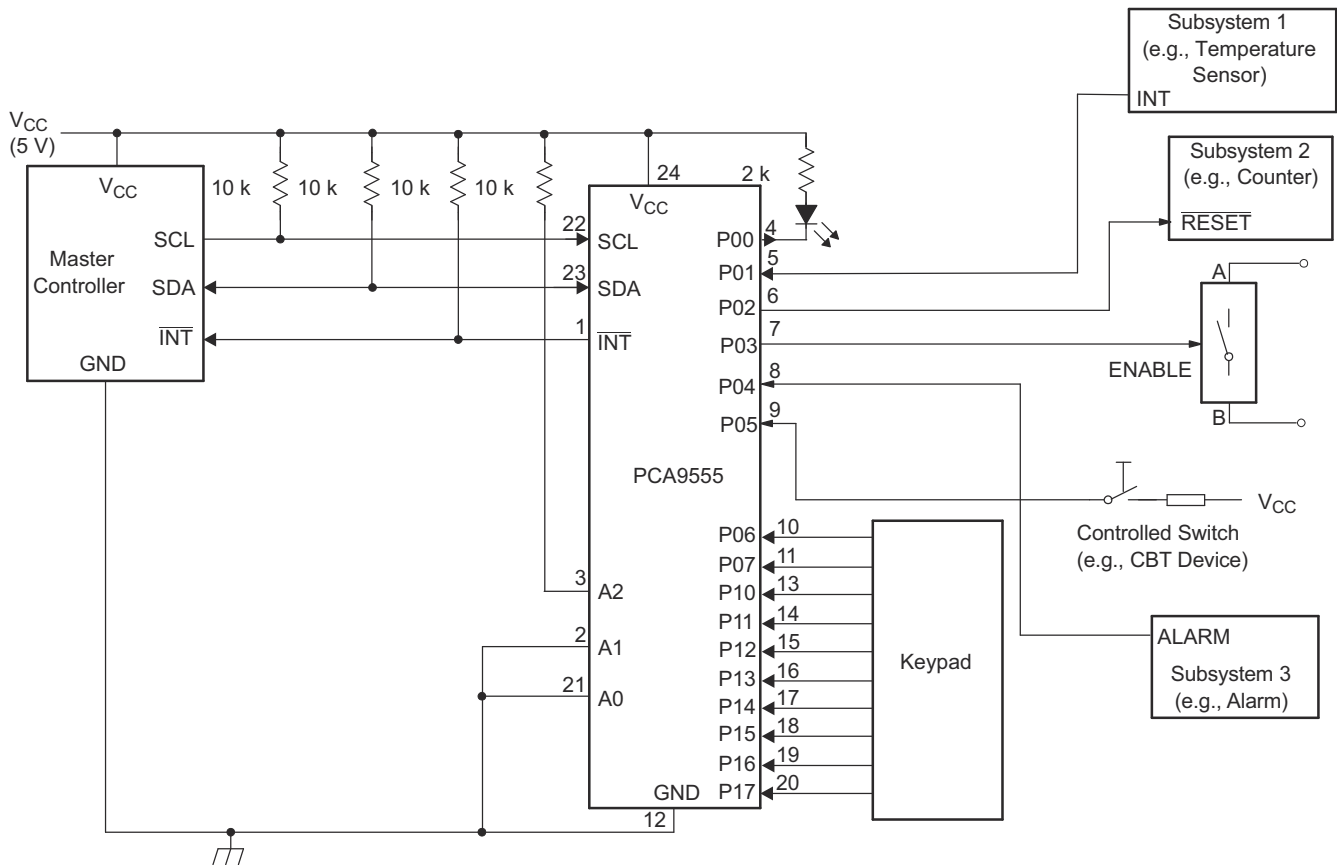 Subsystem 1
(e.g., Temperature
Sensor)
INT
V_CC
(5 V)
V_CC
24
2 k
V_CC
Subsystem 2
(e.g., Counter)
RESET
10 k
10 k
10 k
10 k
SCL
22
SCL
P00
4
Master
Controller
SDA
23
SDA
P01
5
A
P02
6
INT
1
INT
P03
7
GND
ENABLE
P04
8
B
P05
9
PCA9555
V_CC
Controlled Switch
(e.g., CBT Device)
P06
10
P07
11
3
A2
P10
13
P11
14
ALARM
2
A1
P12
15
Keypad
Subsystem 3
(e.g., Alarm)
P13
16
21
A0
P14
17
P15
18
P16
19
GND
P17
20
12